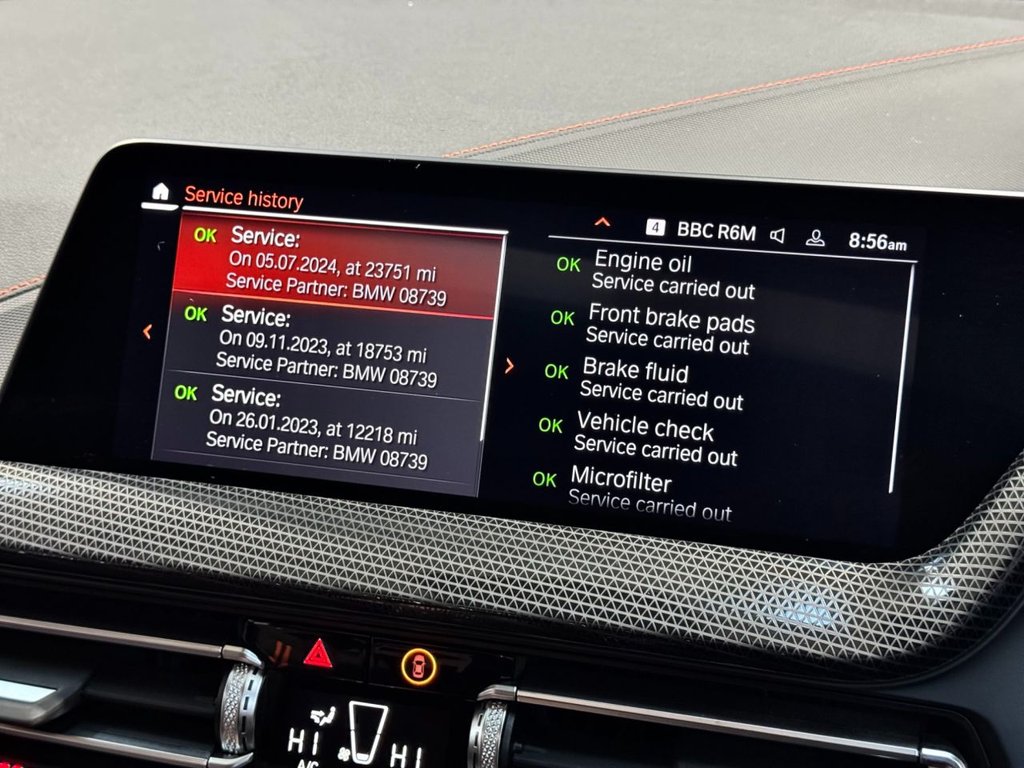 Service history
4 BBC R6M 8:56am
OK Service:
On 05.07.2024, at 23751 mi
Service Partner: BMW 08739
OK Service:
On 09.11.2023, at 18753 mi
Service Partner: BMW 08739
OK Service:
On 26.01.2023, at 12218 mi
Service Partner: BMW 08739
OK Engine oil
Service carried out
OK Front brake pads
Service carried out
OK Brake fluid
Service carried out
OK Vehicle check
Service carried out
OK Microfilter
Service carried out
HI HI
A/C